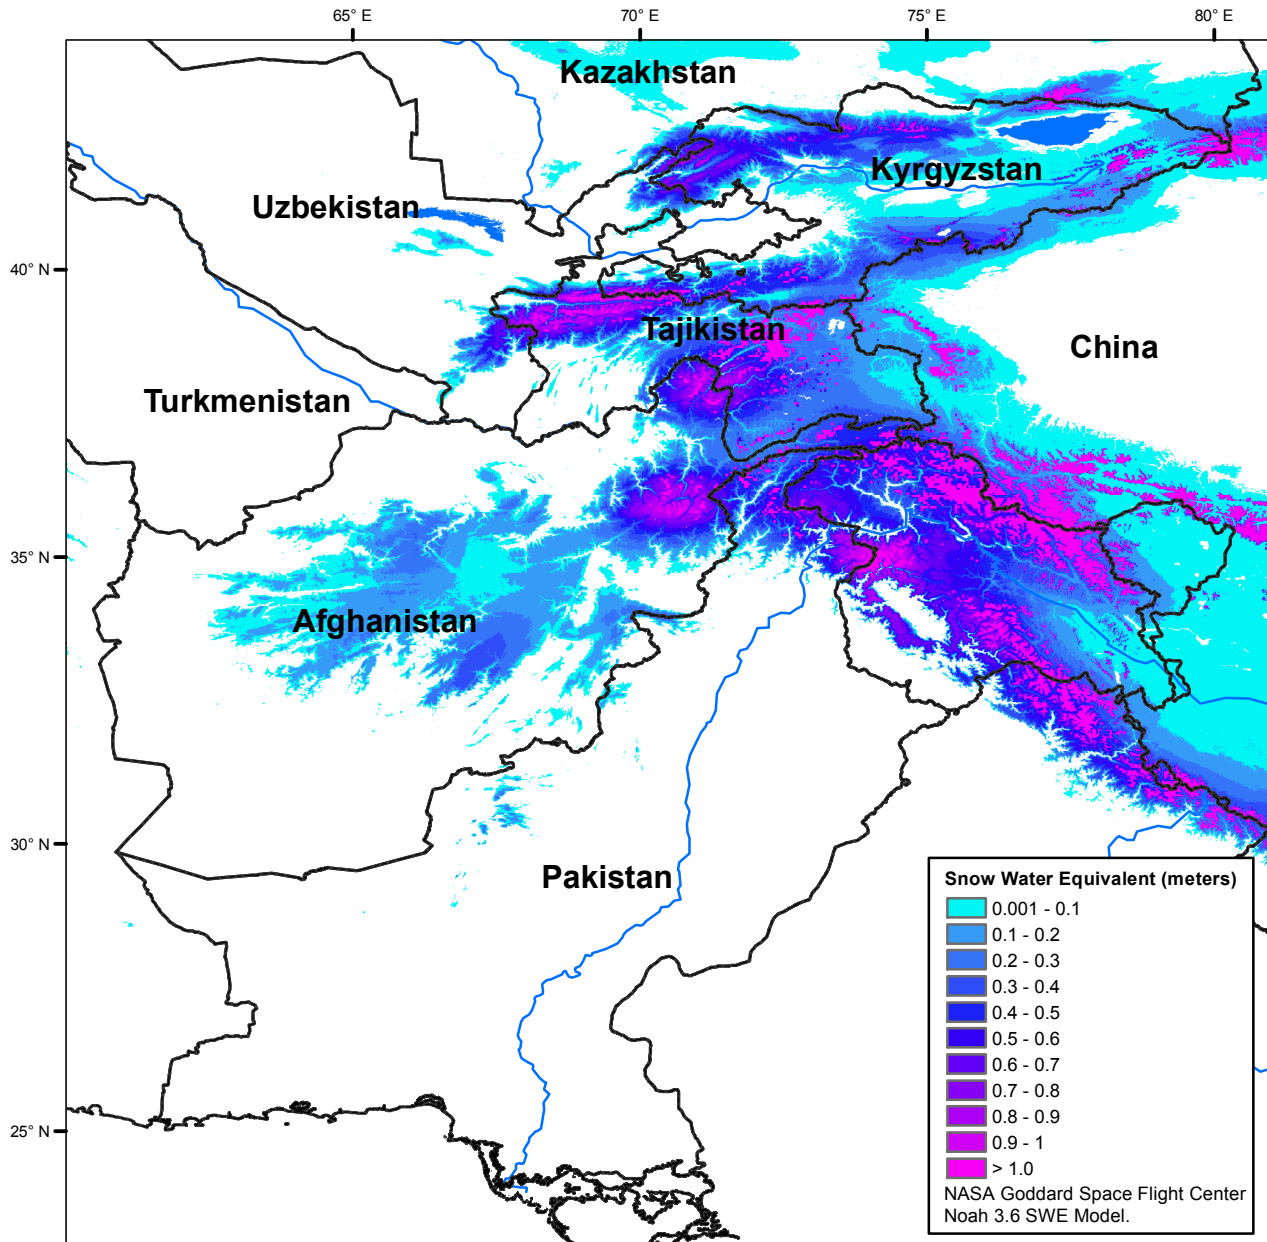 65° E
70° E
75° E
80° E
Kazakhstan
Kyrgyzstan
Uzbekistan
40° N
Tajikistan
China
Turkmenistan
35° N
Afghanistan
30° N
Pakistan
25° N
Snow Water Equivalent (meters)
0.001 - 0.1
0.1 - 0.2
0.2 - 0.3
0.3 - 0.4
0.4 - 0.5
0.5 - 0.6
0.6 - 0.7
0.7 - 0.8
0.8 - 0.9
0.9 - 1
> 1.0
NASA Goddard Space Flight Center
Noah 3.6 SWE Model.